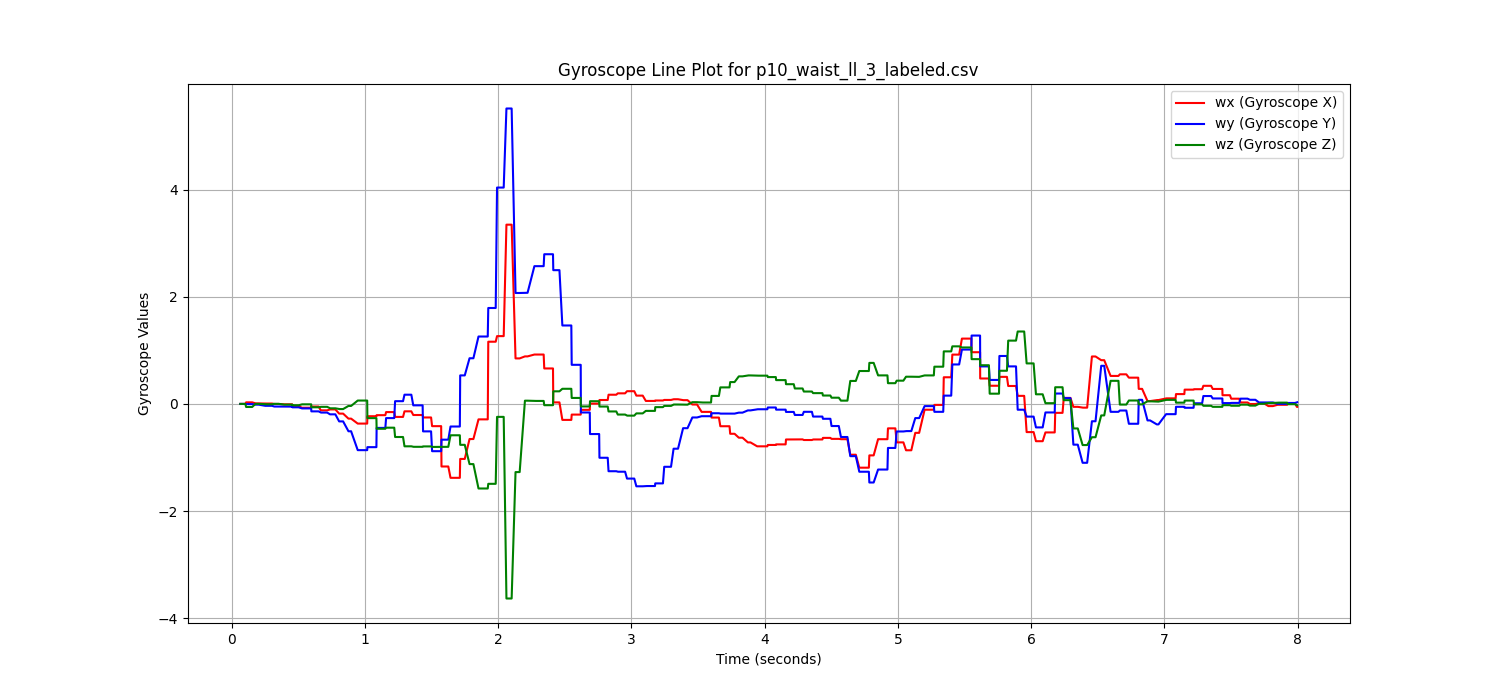 Gyroscope Line Plot for p10_waist_ll_3_labeled.csv
wx (Gyroscope X)
wy (Gyroscope Y)
wz (Gyroscope Z)
Gyroscope Values
4
2
0
−2
−4
0 1 2 3 4 5 6 7 8
Time (seconds)